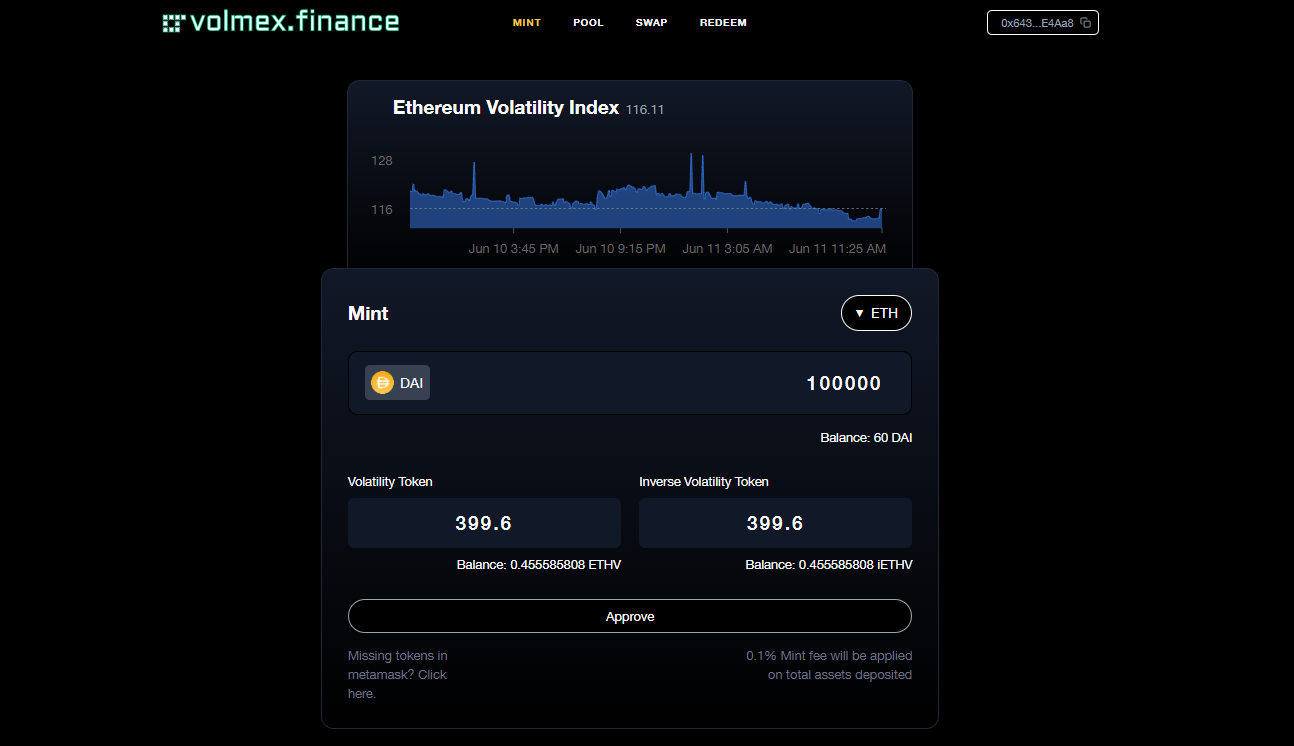 volmex.finance
MINT POOL SWAP REDEEM
0x643...E4Aa8
Ethereum Volatility Index 116.11
128
116
Jun 10 3:45 PM Jun 10 9:15 PM Jun 11 3:05 AM Jun 11 11:25 AM
Mint
▼ ETH
DAI
100000
Balance: 60 DAI
Volatility Token
Inverse Volatility Token
399.6
399.6
Balance: 0.455585808 ETHV
Balance: 0.455585808 iETHV
Approve
Missing tokens in
metamask? Click
here.
0.1% Mint fee will be applied
on total assets deposited